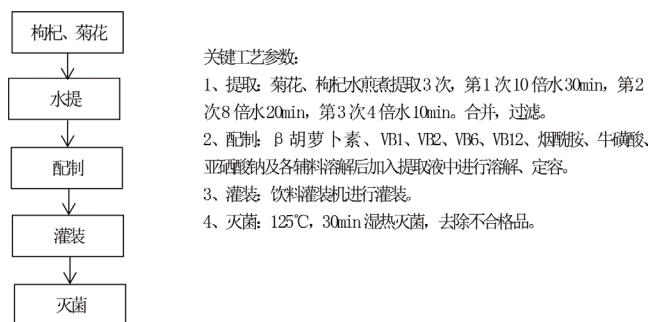 枸杞、菊花
水提
配制
灌装
灭菌
关键工艺参数:
1、提取: 菊花、枸杞水煎煮提取3次, 第1次10倍水30min, 第2
次8倍水20min, 第3次4倍水10min。合并, 过滤。
2、配制: β胡萝卜素、VB1、VB2、VB6、VB12、烟酰胺、牛磺酸、
亚硒酸钠及各辅料溶解后加入提取液中进行溶解、定容。
3、灌装: 饮料灌装机进行灌装。
4、灭菌: 125℃, 30min湿热灭菌, 去除不合格品。